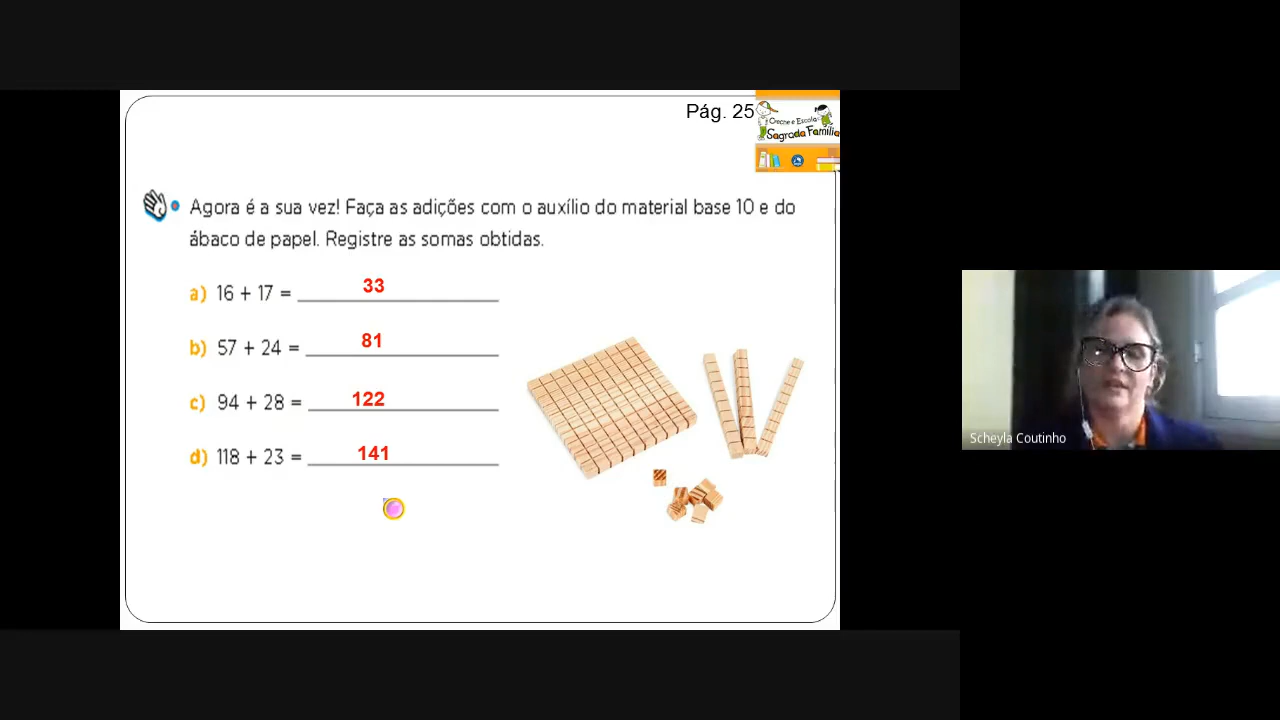 Pág. 25
Creche e Escola
Sagrada Família
Agora é a sua vez! Faça as adições com o auxílio do material base 10 e do
ábaco de papel. Registre as somas obtidas.
a) 16 + 17 = 33
b) 57 + 24 = 81
c) 94 + 28 = 122
d) 118 + 23 = 141
Scheyla Coutinho